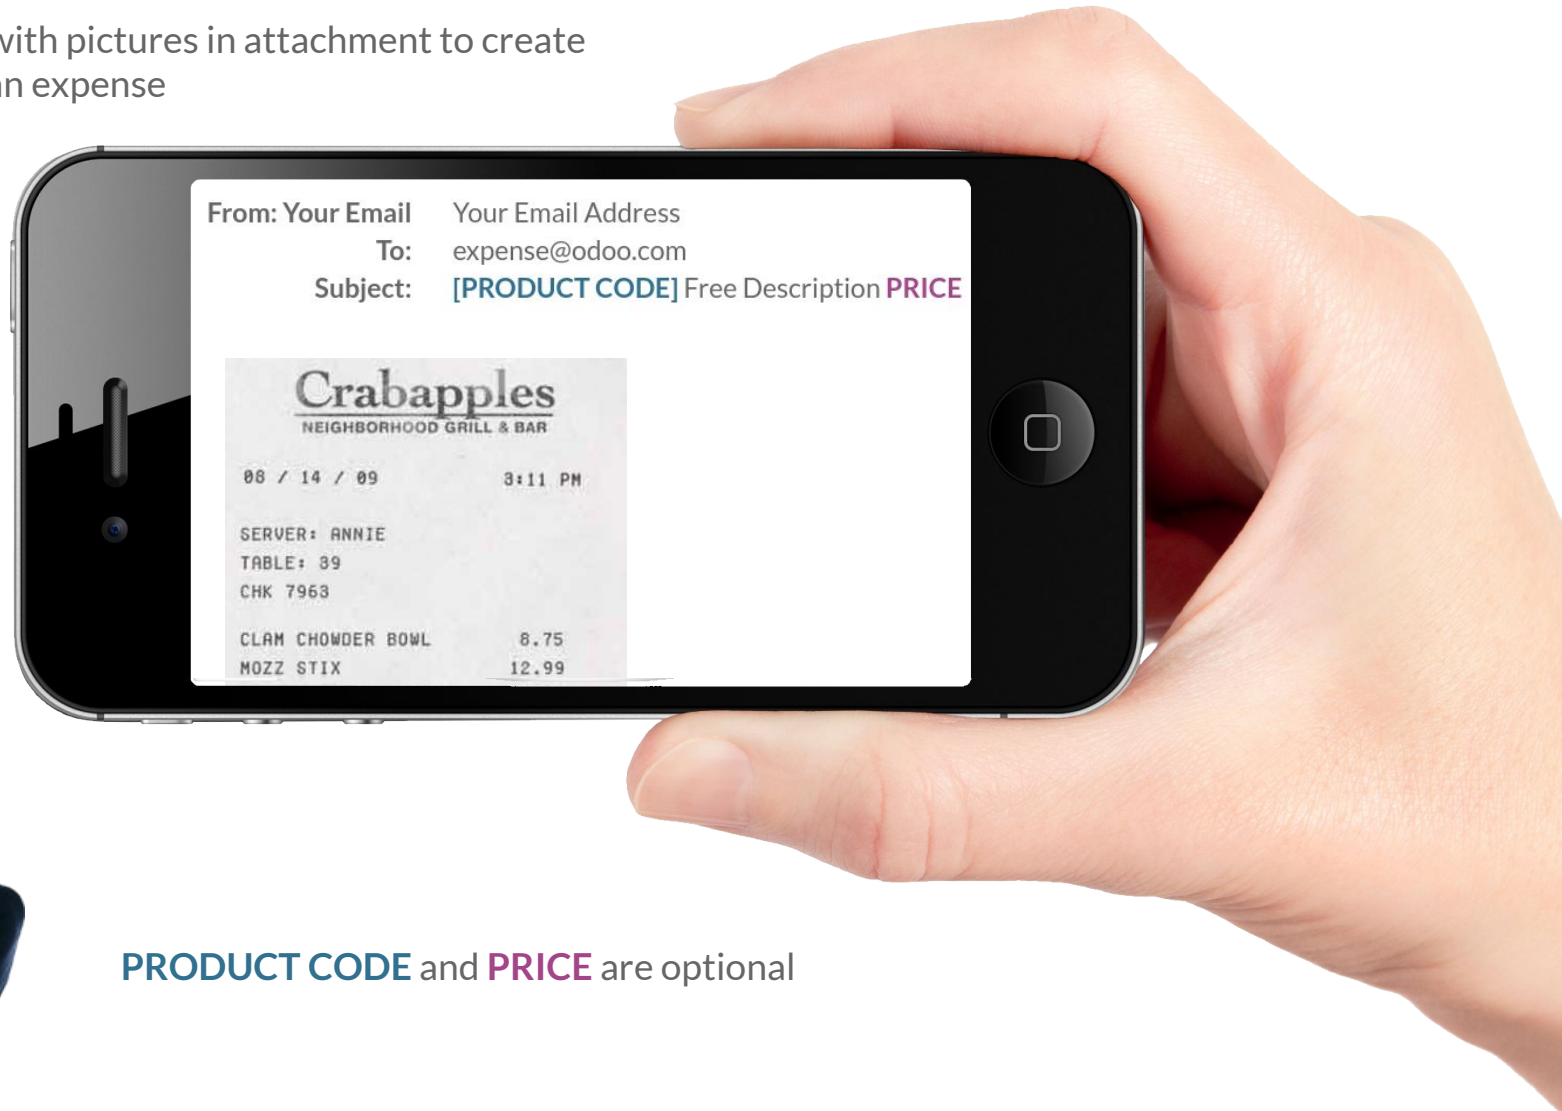 with pictures in attachment to create
an expense
From: Your Email Your Email Address
To: expense@odoo.com
Subject: [PRODUCT CODE] Free Description PRICE
Crabapples
NEIGHBORHOOD GRILL & BAR
08 / 14 / 09 3:11 PM
SERVER: ANNIE
TABLE: 39
CHK 7963
CLAM CHOWDER BOWL 8.75
MOZZ STIX 12.99
PRODUCT CODE and PRICE are optional